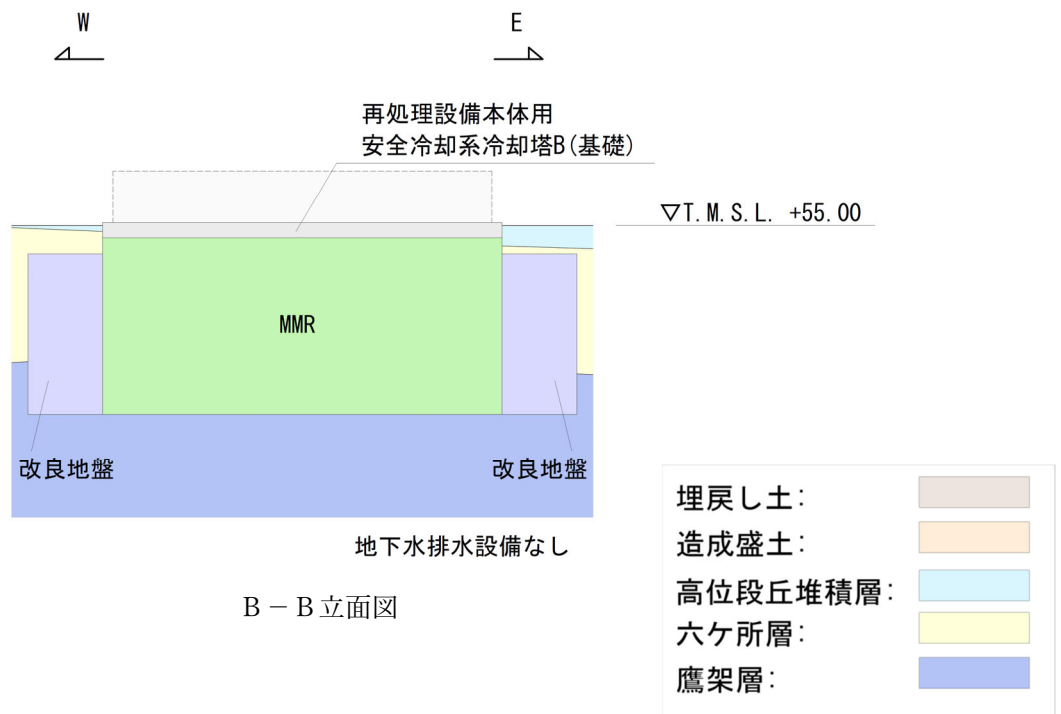 W
E
再処理設備本体用
安全冷却系冷却塔B(基礎)
▽T.M.S.L. +55.00
MMR
改良地盤
改良地盤
地下水排水設備なし
B－B立面図
埋戻し土:
造成盛土:
高位段丘堆積層:
六ケ所層:
鷹架層: